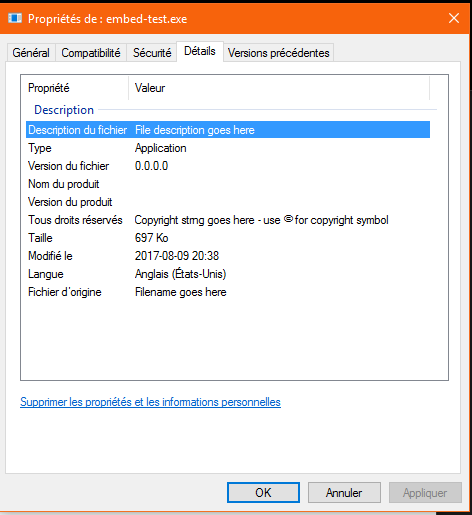 Propriétés de : embed-test.exe
Général Compatibilité Sécurité Détails Versions précédentes
Propriété Valeur
Description
Description du fichier File description goes here
Type Application
Version du fichier 0.0.0.0
Nom du produit
Version du produit
Tous droits réservés Copyright strng goes here - use © for copyright symbol
Taille 697 Ko
Modifié le 2017-08-09 20:38
Langue Anglais (États-Unis)
Fichier d'origine Filename goes here
Supprimer les propriétés et les informations personnelles
OK Annuler Appliquer